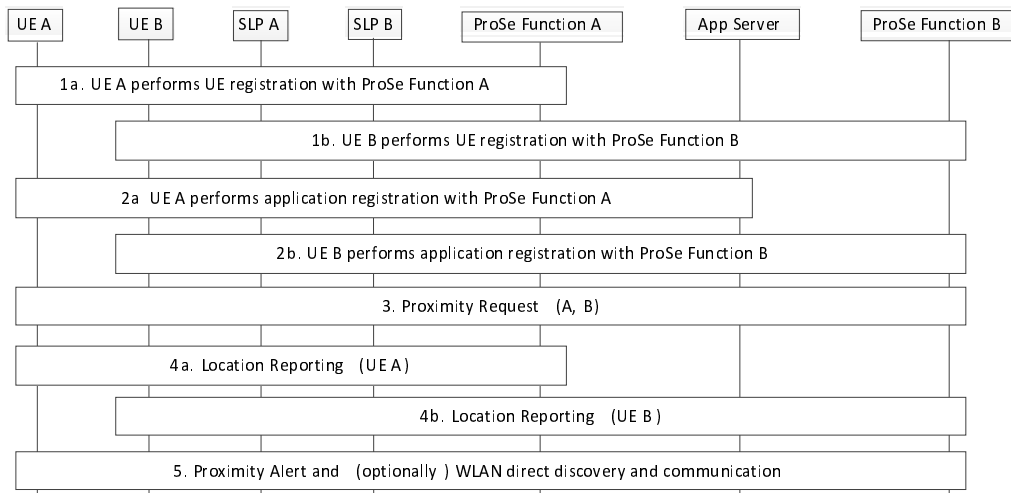 UE A UE B SLP A SLP B ProSe Function A App Server ProSe Function B
1a. UE A performs UE registration with ProSe Function A
1b. UE B performs UE registration with ProSe Function B
2a UE A performs application registration with ProSe Function A
2b. UE B performs application registration with ProSe Function B
3. Proximity Request (A, B)
4a. Location Reporting (UE A)
4b. Location Reporting (UE B)
5. Proximity Alert and (optionally) WLAN direct discovery and communication